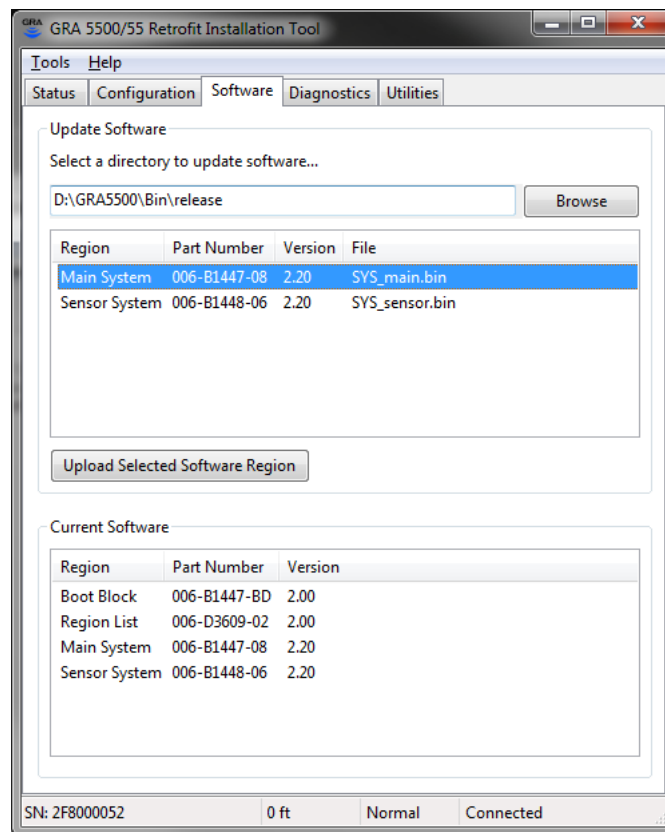 GRA GRA 5500/55 Retrofit Installation Tool
Tools Help
Status Configuration Software Diagnostics Utilities
Update Software
Select a directory to update software...
D:\GRA5500\Bin\release Browse
Region Part Number Version File
Main System 006-B1447-08 2.20 SYS_main.bin
Sensor System 006-B1448-06 2.20 SYS_sensor.bin
Upload Selected Software Region
Current Software
Region Part Number Version
Boot Block 006-B1447-BD 2.00
Region List 006-D3609-02 2.00
Main System 006-B1447-08 2.20
Sensor System 006-B1448-06 2.20
SN: 2F8000052 0 ft Normal Connected